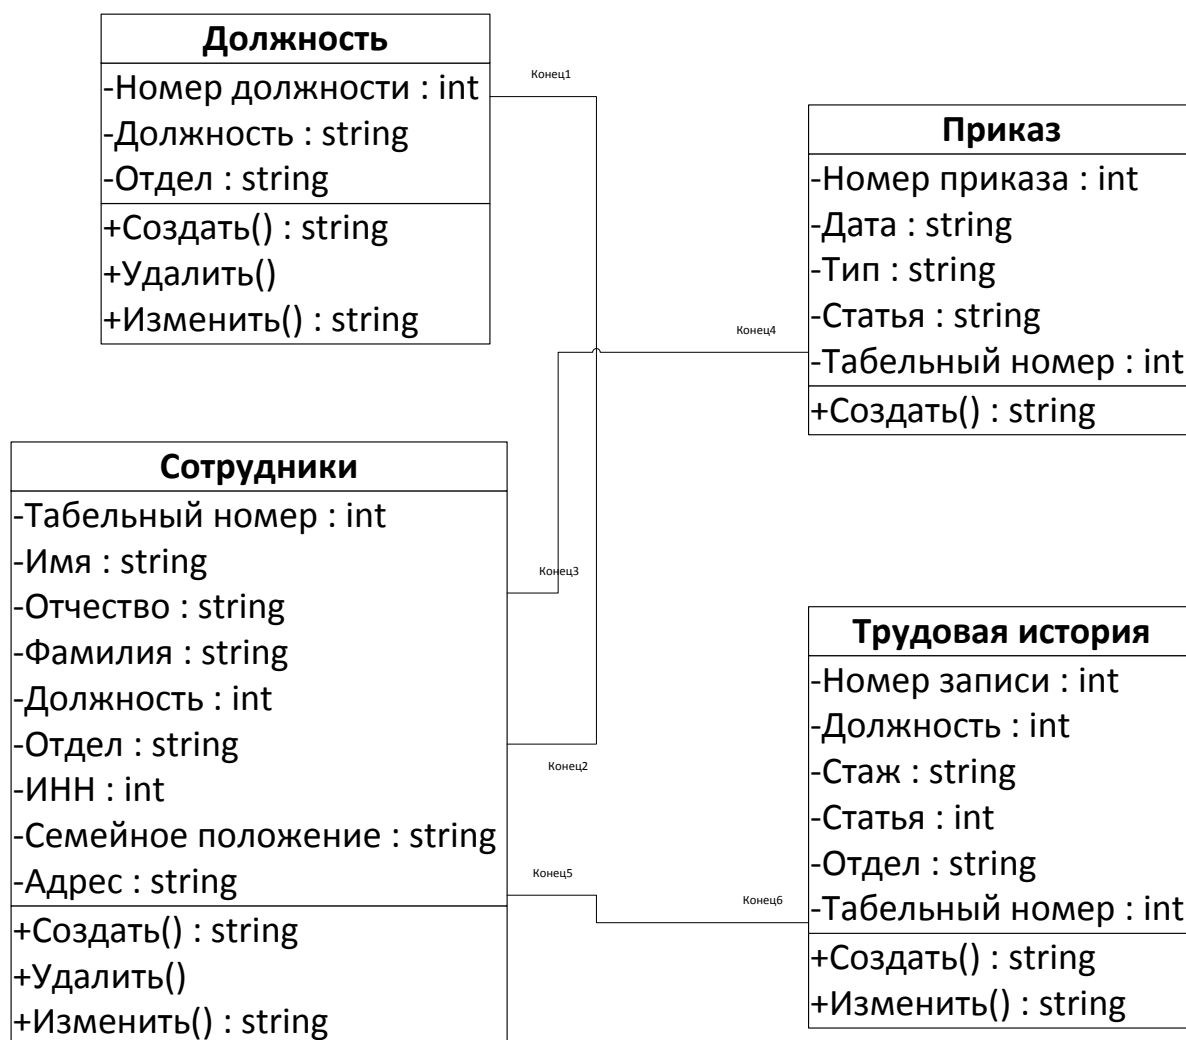 Должность
-Номер должности : int
-Должность : string
-Отдел : string
+Создать() : string
+Удалить()
+Изменить() : string
Конец1
Приказ
-Номер приказа : int
-Дата : string
-Тип : string
-Статья : string
-Табельный номер : int
+Создать() : string
Конец4
Сотрудники
-Табельный номер : int
-Имя : string
-Отчество : string
-Фамилия : string
-Должность : int
-Отдел : string
-ИНН : int
-Семейное положение : string
-Адрес : string
+Создать() : string
+Удалить()
+Изменить() : string
Конец3
Конец2
Конец5
Конец6
Трудовая история
-Номер записи : int
-Должность : int
-Стаж : string
-Статья : int
-Отдел : string
-Табельный номер : int
+Создать() : string
+Изменить() : string